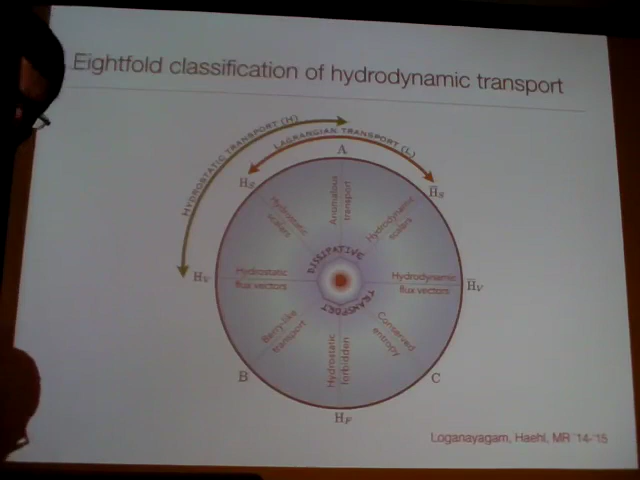 Eightfold classification of hydrodynamic transport
HYDROSTATIC TRANSPORT (H)
LAGRANGIAN TRANSPORT (L)
A
H_S
H̅_S
Anomalous
transport
Hydrostatic
scalars
Hydrodynamic
scalars
DISSIPATIVE
H_V
Hydrostatic
flux vectors
Hydrodynamic
flux vectors
H̅_V
TRANSPORT
Berry-like
transport
Conserved
entropy
Hydrostatic
forbidden
B
C
H_F
Loganayagam, Haehl, MR '14-'15